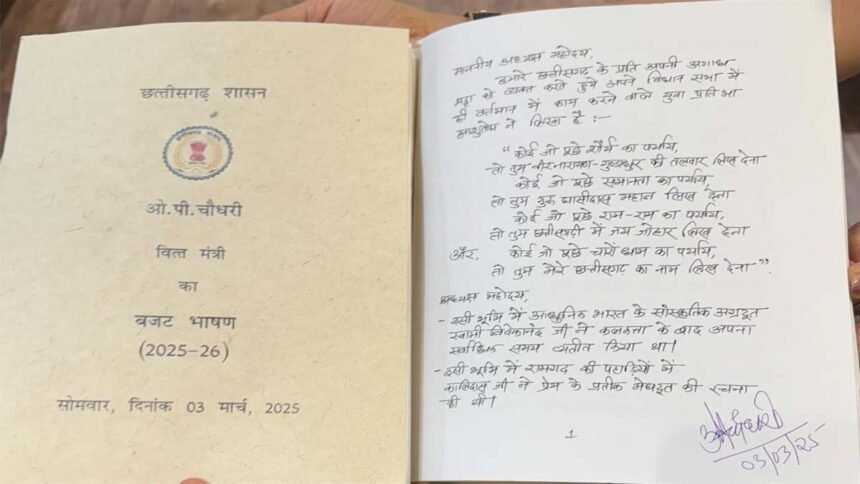 छत्तीसगढ़ शासन
ओ.पी.चौधरी
वित्त मंत्री
का
बजट भाषण
(2025-26)
सोमवार, दिनांक 03 मार्च, 2025
माननीय अध्यक्ष महोदय,
हमारे छत्तीसगढ़ के प्रति अपनी अगाध
को व्यक्त करते हुये अपने विधान सभा में
ही वर्तमान में काम करने वाले युवा प्रतिभा
ने लिखा है :-
“कोई जो पूछे शौर्य का पर्याय,
तो तुम वीरनारायण-गुण्डाधुर की तलवार लिख देना
कोई जो पूछे समानता का पर्याय,
तो तुम गुरु घासीदास महान लिख देना
कोई जो पूछे राम-राम का पर्याय,
तो तुम छत्तीसगढ़ी में जय जोहार लिख देना
और, कोई जो पूछे चारों धाम का पर्याय,
तो तुम मेरे छत्तीसगढ़ का नाम लिख देना”
अध्यक्ष महोदय,
- इसी भूमि में आधुनिक भारत के सांस्कृतिक अग्रदूत
स्वामी विवेकानंद जी ने कलकत्ता के बाद अपना
सर्वाधिक समय व्यतीत किया था।
- इसी भूमि में रामगढ़ की पहाड़ियों में
कालिदास जी ने प्रेम के प्रतीक मेघदूत की रचना
की थी।
1
03/03/25